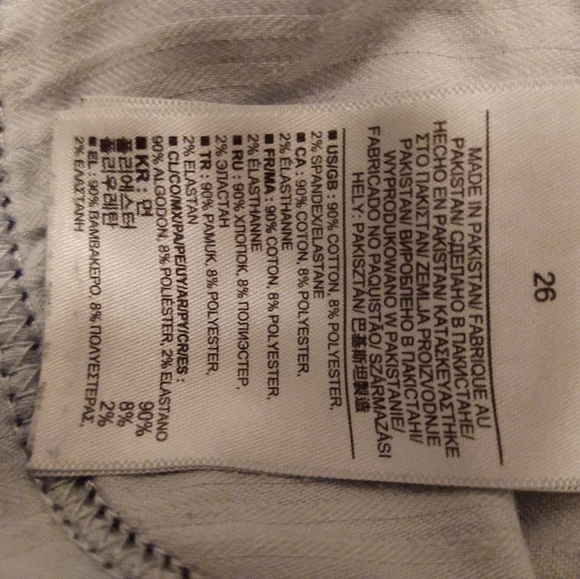 26
MADE IN PAKISTAN/ FABRIQUE AU
PAKISTAN/ СДЕЛАНО В ПАКИСТАНЕ/
HECHO EN PAKISTAN/ ΚΑΤΑΣΚΕΥΑΣΤΗΚΕ
ΣΤΟ ΠΑΚΙΣΤΑΝ/ ZEMLJA PROIZVODNJE
PAKISTAN/ ВИРОБЛЕНО В ПАКІСТАНІ/
WYPRODUKOWANO W PAKISTANIE/
FABRICADO NO PAQUISTÃO/ SZÁRMAZÁSI
HELY: PAKISZTÁN/ 巴基斯坦製造
■ US/GB : 90% COTTON, 8% POLYESTER,
2% SPANDEX/ELASTANE
■ CA : 90% COTON, 8% POLYESTER,
2% ÉLASTHANNE
■ FR/MA : 90% COTON, 8% POLYESTER,
2% ÉLASTHANNE
■ RU : 90% ХЛОПОК, 8% ПОЛИЭСТЕР,
2% ЭЛАСТАН
■ TR : 90% PAMUK, 8% POLYESTER,
2% ELASTAN
■ CL/CO/MX/PA/PE/UY/AR/PY/CR/ES :
90% ALGODON, 8% POLIÉSTER, 2% ELASTANO
■ KR : 면 90%
폴리에스터 8%
폴리우레탄 2%
■ EL : 90% ΒΑΜΒΑΚΕΡΟ, 8% ΠΟΛΥΕΣΤΕΡΑΣ,
2% ΕΛΑΣΤΑΝΗ